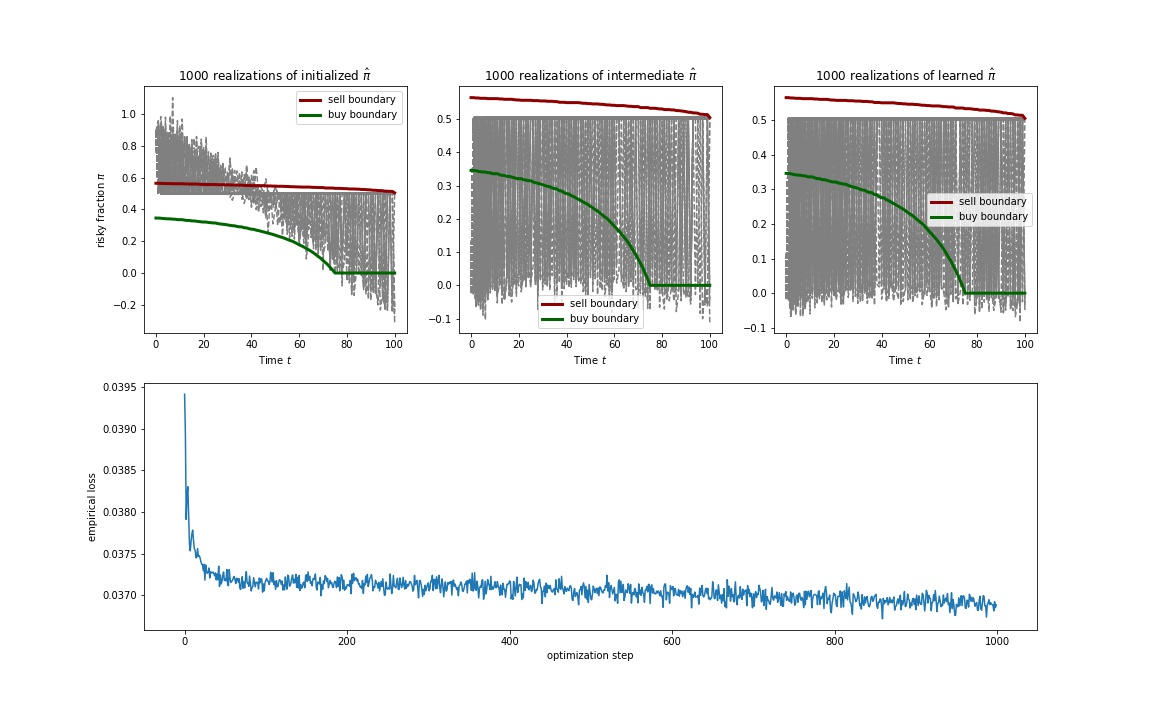 1000 realizations of initialized π̂
sell boundary
buy boundary
risky fraction π
1.0
0.8
0.6
0.4
0.2
0.0
−0.2
0 20 40 60 80 100
Time t
1000 realizations of intermediate π̂
0.5
0.4
0.3
0.2
0.1
0.0
−0.1
sell boundary
buy boundary
0 20 40 60 80 100
Time t
1000 realizations of learned π̂
0.5
0.4
0.3
0.2
0.1
0.0
−0.1
sell boundary
buy boundary
0 20 40 60 80 100
Time t
empirical loss
0.0395
0.0390
0.0385
0.0380
0.0375
0.0370
0 200 400 600 800 1000
optimization step